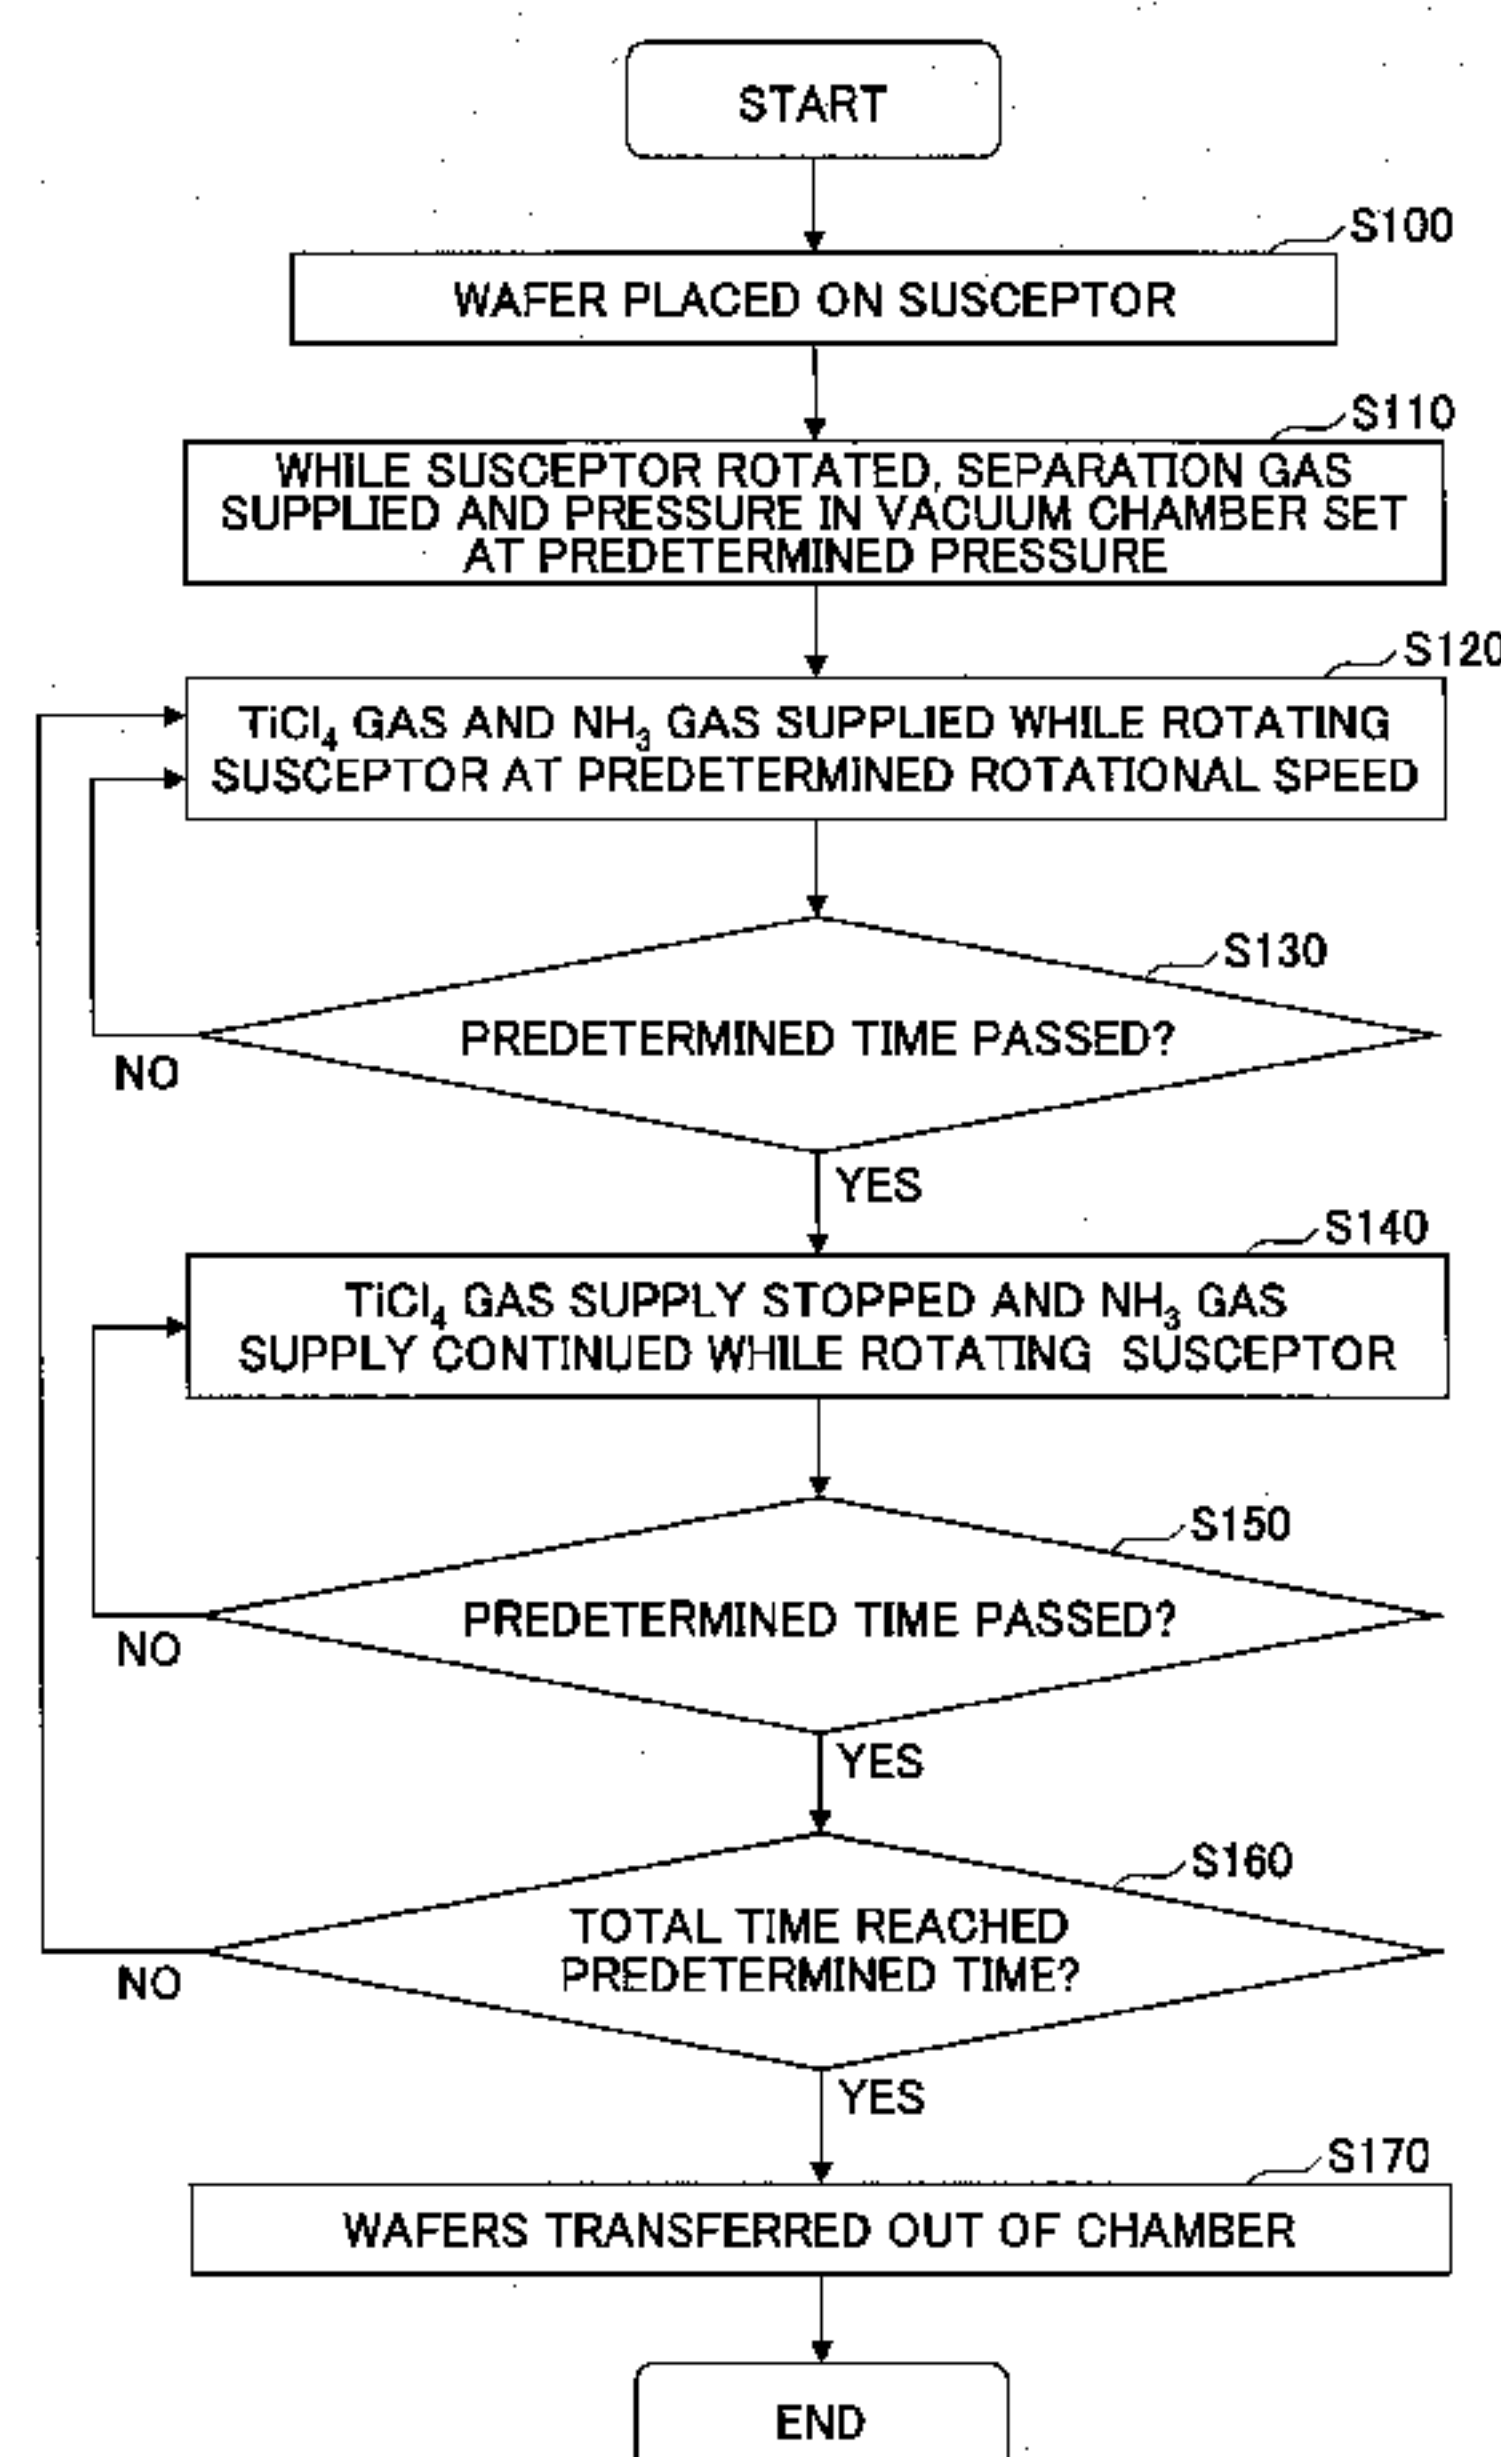 START
S100
WAFER PLACED ON SUSCEPTOR
S110
WHILE SUSCEPTOR ROTATED, SEPARATION GAS
SUPPLIED AND PRESSURE IN VACUUM CHAMBER SET
AT PREDETERMINED PRESSURE
S120
TiCl₄ GAS AND NH₃ GAS SUPPLIED WHILE ROTATING
SUSCEPTOR AT PREDETERMINED ROTATIONAL SPEED
S130
PREDETERMINED TIME PASSED?
NO
YES
S140
TiCl₄ GAS SUPPLY STOPPED AND NH₃ GAS
SUPPLY CONTINUED WHILE ROTATING SUSCEPTOR
S150
PREDETERMINED TIME PASSED?
NO
YES
S160
TOTAL TIME REACHED
PREDETERMINED TIME?
NO
YES
S170
WAFERS TRANSFERRED OUT OF CHAMBER
END